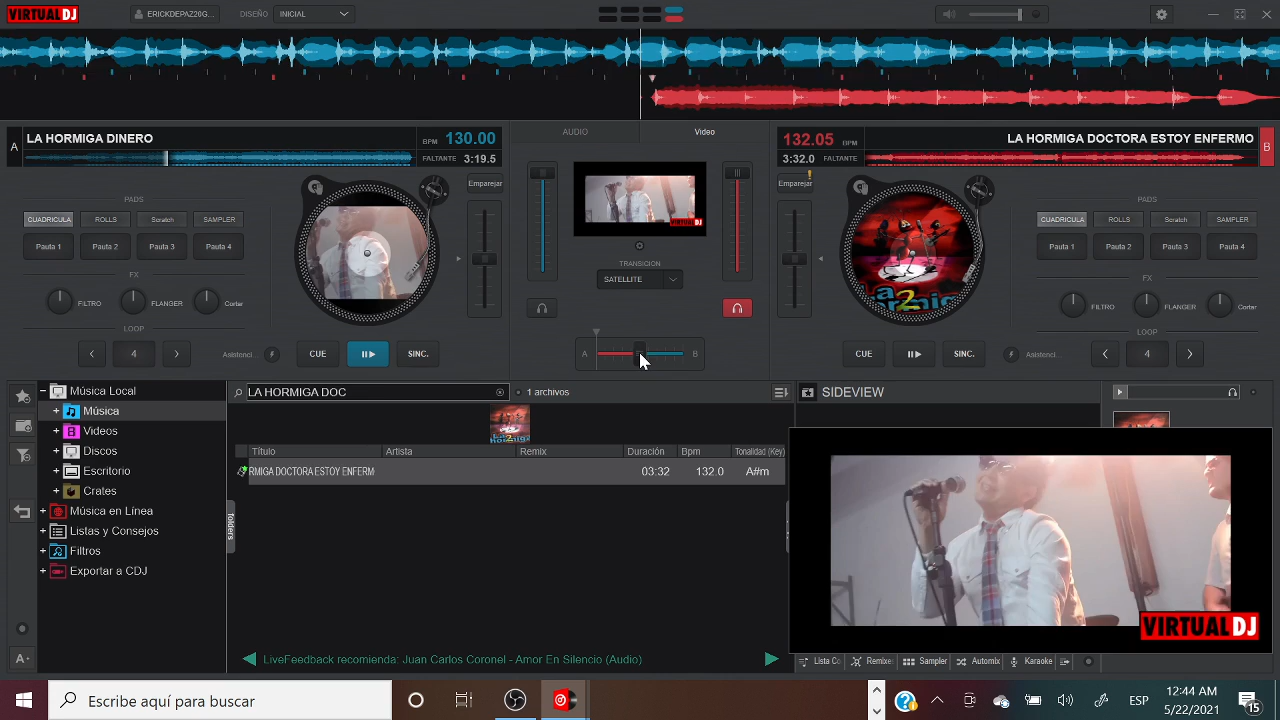 VIRTUAL DJ
ERICKDEPAZ20G...
DISEÑO
INICIAL
A
LA HORMIGA DINERO
BPM
130.00
FALTANTE
3:19.5
AUDIO
Video
132.05
BPM
3:32.0
FALTANTE
LA HORMIGA DOCTORA ESTOY ENFERMO
B
PADS
CUADRICULA
ROLLS
Scratch
SAMPLER
Pauta 1
Pauta 2
Pauta 3
Pauta 4
FX
FILTRO
FLANGER
Cortar
LOOP
4
Asistenci...
CUE
SINC.
Emparejar
VIRTUAL DJ
TRANSICION
SATELLITE
A
B
Emparejar
PADS
CUADRICULA
ROLLS
Scratch
SAMPLER
Pauta 1
Pauta 2
Pauta 3
Pauta 4
FX
FILTRO
FLANGER
Cortar
LOOP
CUE
SINC.
Asistenci...
4
Música Local
Música
Videos
Discos
Escritorio
Crates
Música en Línea
Listas y Consejos
Filtros
Exportar a CDJ
A
LA HORMIGA DOC
1 archivos
Título
Artista
Remix
Duración
Bpm
Tonalidad (Key)
RMIGA DOCTORA ESTOY ENFERM
03:32
132.0
A#m
folders
LiveFeedback recomienda: Juan Carlos Coronel - Amor En Silencio (Audio)
SIDEVIEW
VIRTUAL DJ
Lista Co
Remixe
Sampler
Automix
Karaoke
Escribe aquí para buscar
ESP
12:44 AM
5/22/2021
15